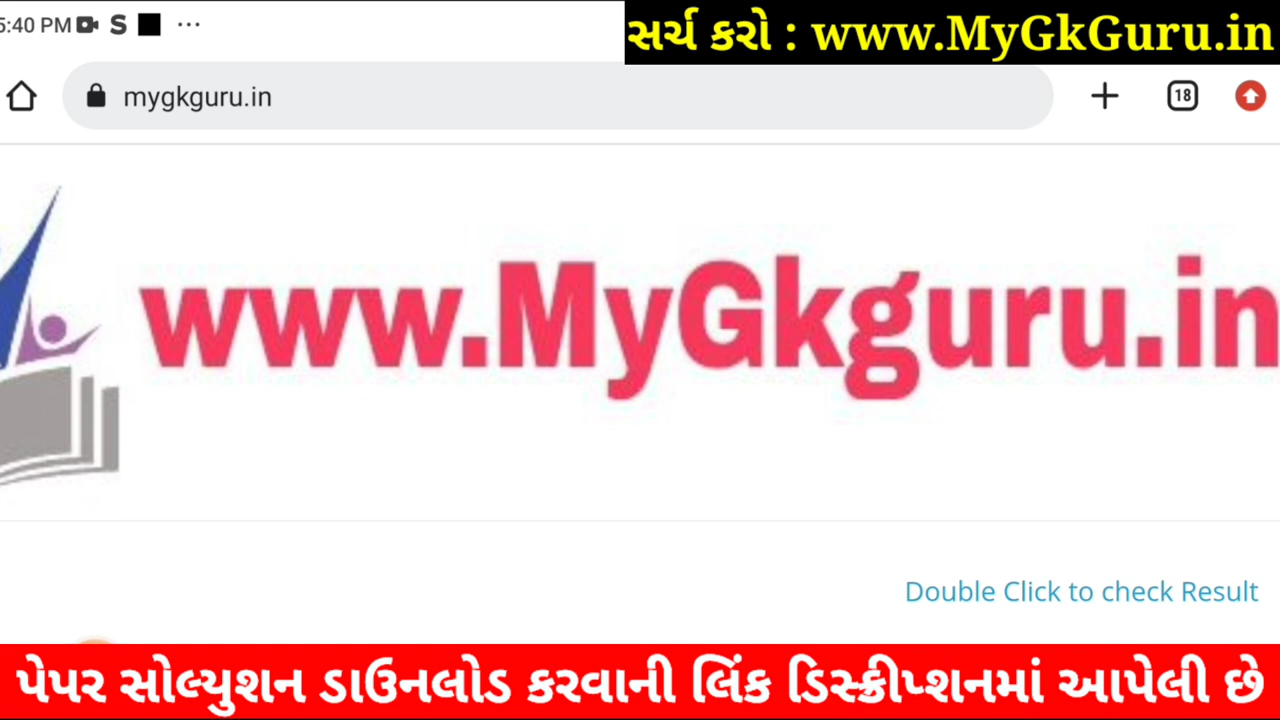 5:40 PM S ...
સર્ચ કરો : www.MyGkGuru.in
mygkguru.in
18
www.MyGkguru.in
Double Click to check Result
પેપર સોલ્યુશન ડાઉનલોડ કરવાની લિંક ડિસ્ક્રીપ્શનમાં આપેલી છે